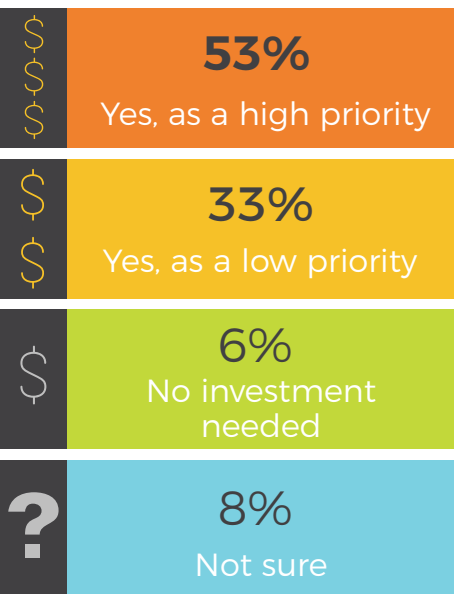 $
$
$
53%
Yes, as a high priority
$
$
33%
Yes, as a low priority
$
6%
No investment
needed
?
8%
Not sure